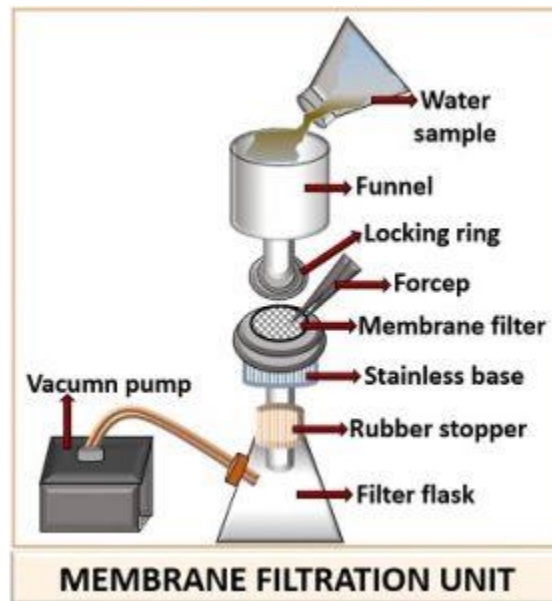 Water
sample
Funnel
Locking ring
Forcep
Membrane filter
Stainless base
Vacumn pump
Rubber stopper
Filter flask
MEMBRANE FILTRATION UNIT